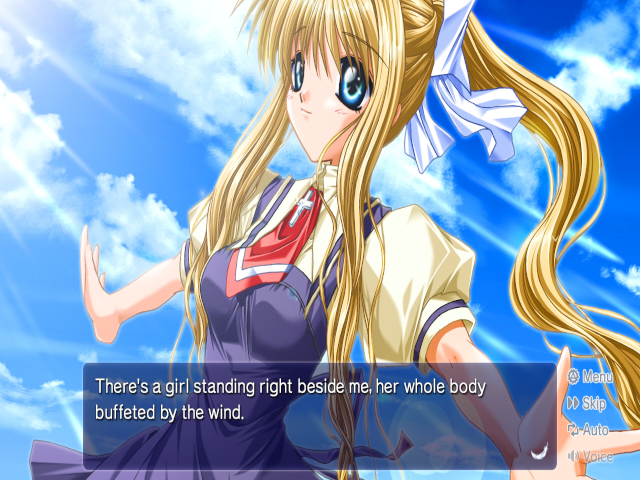 There's a girl standing right beside me, her whole body
buffeted by the wind.
Menu
Skip
Auto
Voice